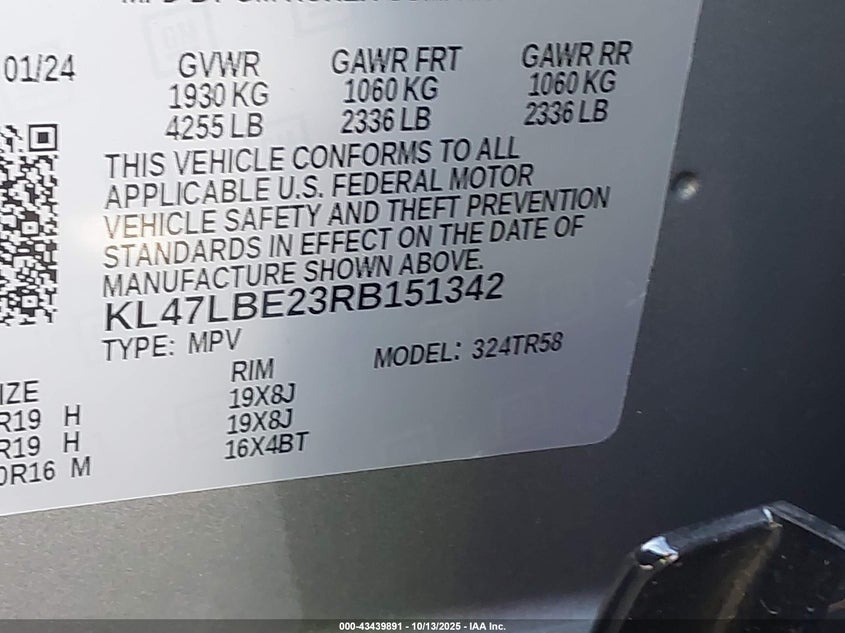 01/24 GVWR GAWR FRT GAWR RR
1930 KG 1060 KG 1060 KG
4255 LB 2336 LB 2336 LB
THIS VEHICLE CONFORMS TO ALL
APPLICABLE U.S. FEDERAL MOTOR
VEHICLE SAFETY AND THEFT PREVENTION
STANDARDS IN EFFECT ON THE DATE OF
MANUFACTURE SHOWN ABOVE.
KL47LBE23RB151342
TYPE: MPV MODEL: 324TR58
IZE RIM
R19 H 19X8J
R19 H 19X8J
0R16 M 16X4BT
000-43439891 - 10/13/2025 - IAA Inc.